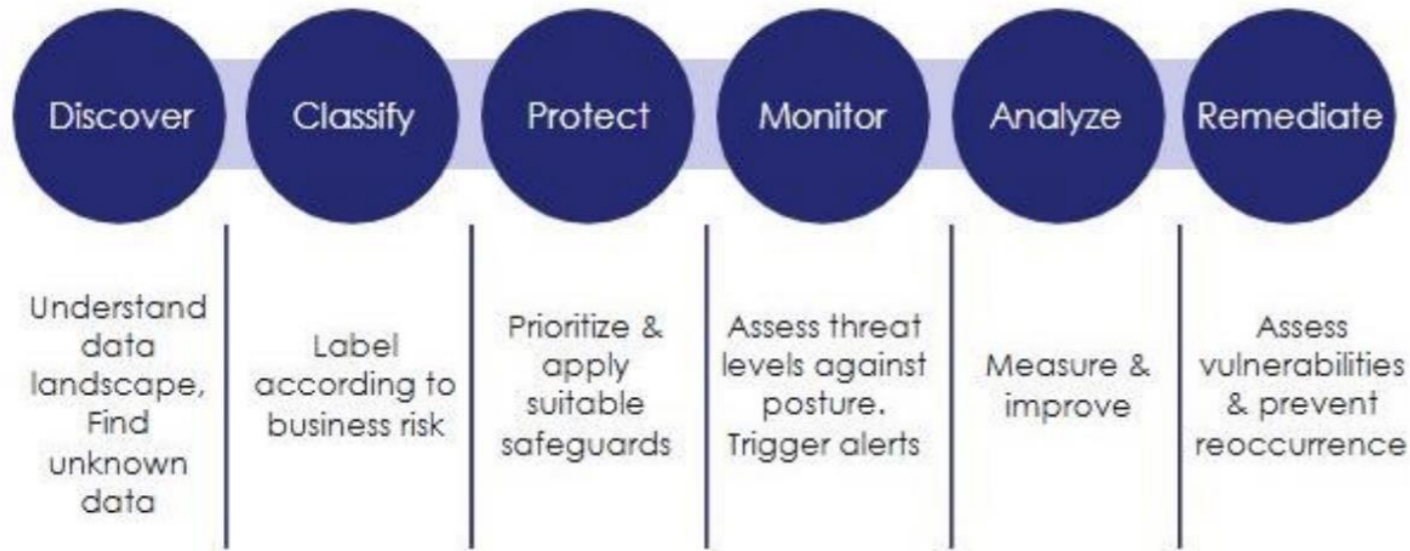 Discover
Classify
Protect
Monitor
Analyze
Remediate
Understand
data
landscape,
Find
unknown
data
Label
according to
business risk
Prioritize &
apply
suitable
safeguards
Assess threat
levels against
posture.
Trigger alerts
Measure &
improve
Assess
vulnerabilities
& prevent
reoccurrence